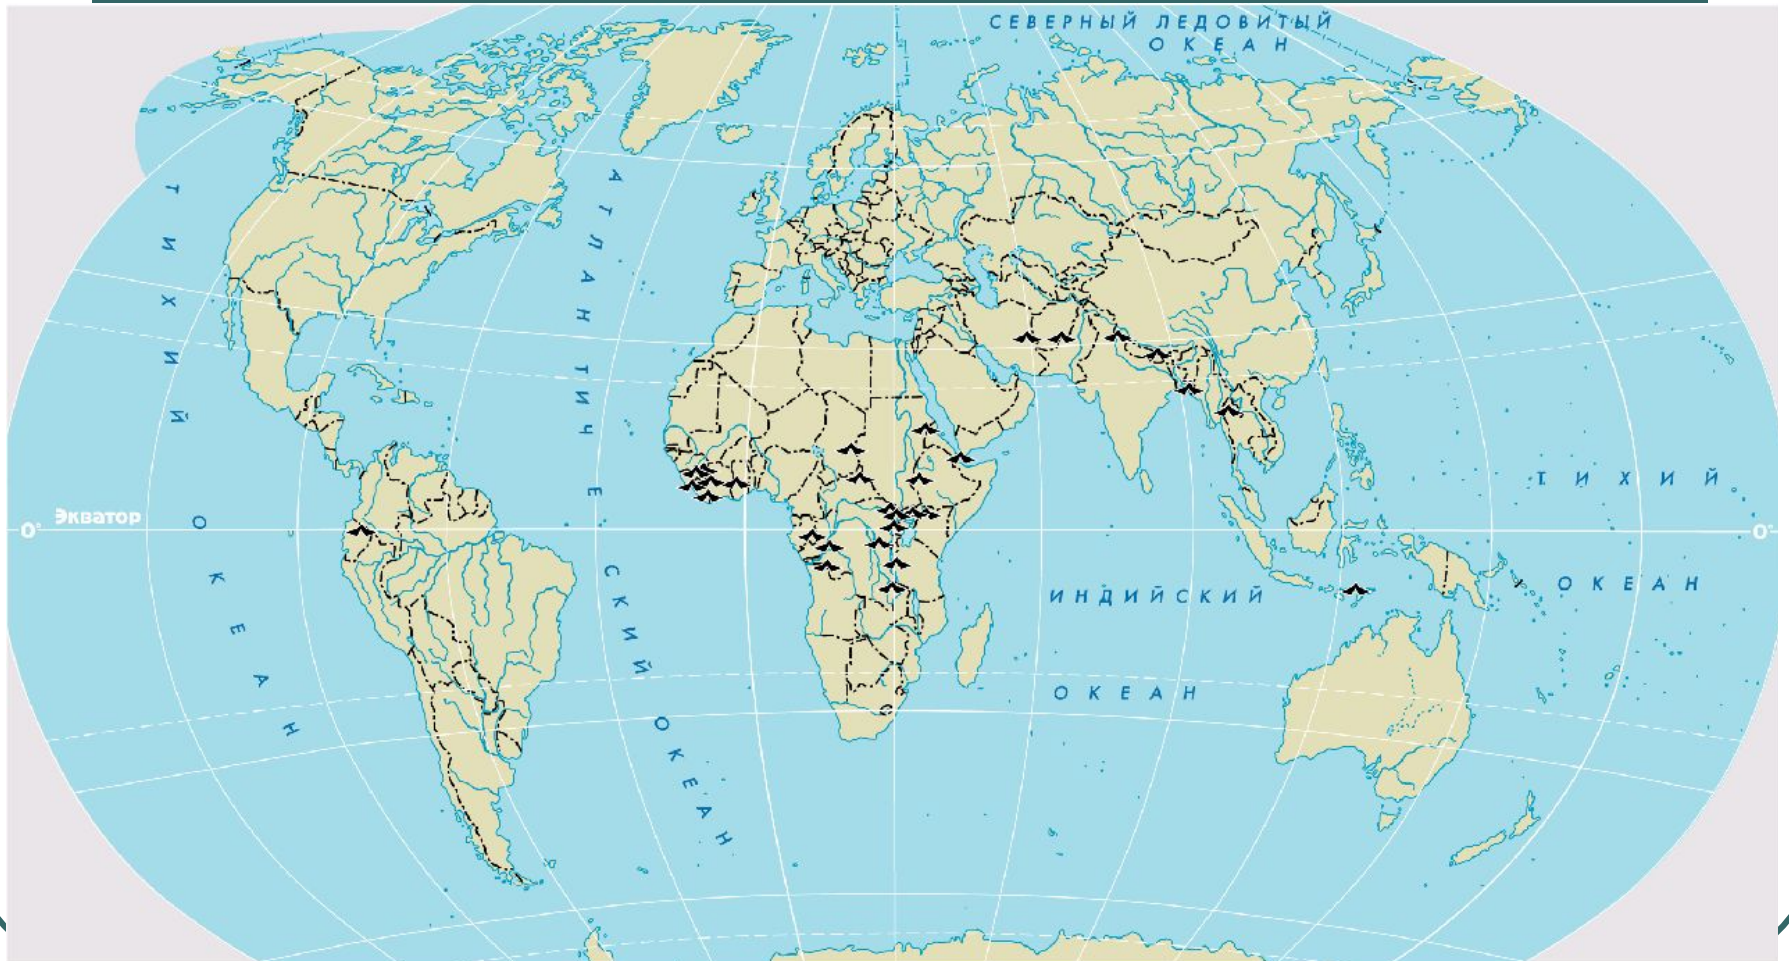 СЕВЕРНЫЙ ЛЕДОВИТЫЙ
ОКЕАН
ТИХИЙ
ОКЕАН
АТЛАНТИЧЕСКИЙ
ОКЕАН
ТИХИЙ
ОКЕАН
ИНДИЙСКИЙ
ОКЕАН
0° Экватор
0°